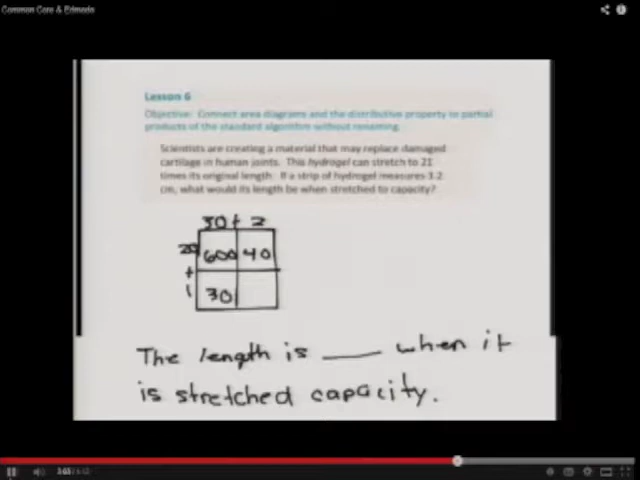 Common Core & Edmodo
Lesson 6
Objective: Connect area diagrams and the distributive property to partial
products of the standard algorithm without renaming.
Scientists are creating a material that may replace damaged
cartilage in human joints. This hydrogel can stretch to 21
times its original length. If a strip of hydrogel measures 3.2
cm, what would its length be when stretched to capacity?
30 + 2
20 600 40
+
1 30
The length is ____ when it
is stretched capacity.